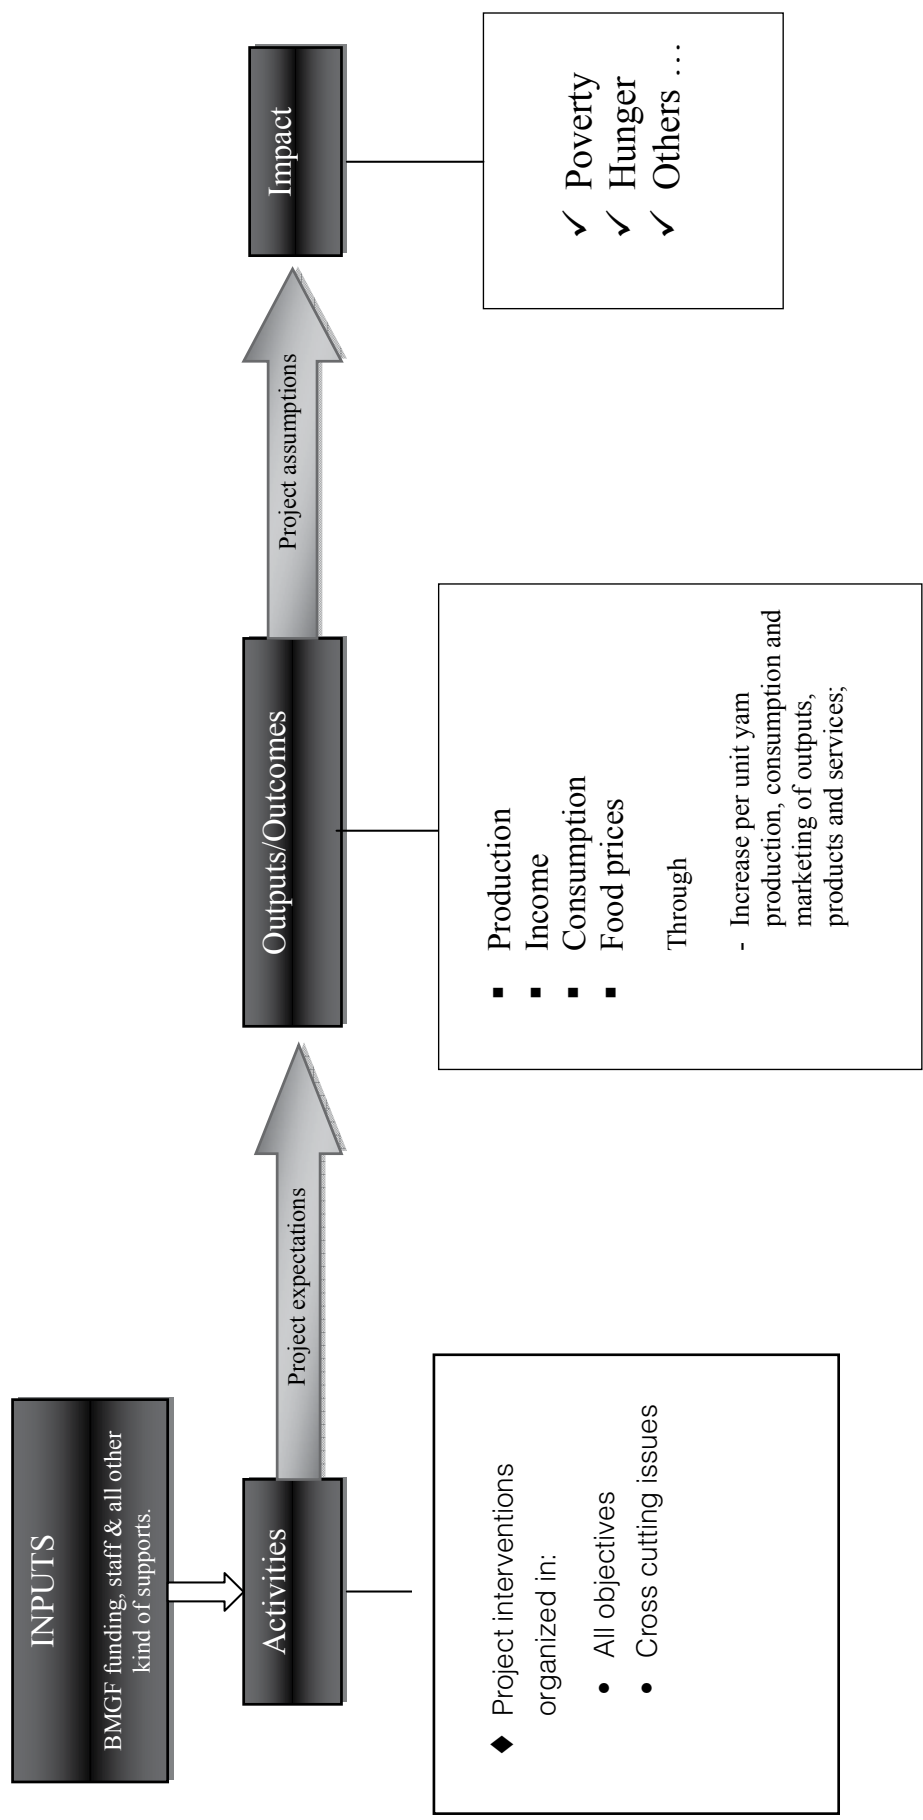 INPUTS
BMGF funding, staff & all other
kind of supports.
Activities
Project expectations
Outputs/Outcomes
Project assumptions
Impact
◆ Project interventions
organized in:
• All objectives
• Cross cutting issues
▪ Production
▪ Income
▪ Consumption
▪ Food prices
Through
- Increase per unit yam
production, consumption and
marketing of outputs,
products and services;
✓ Poverty
✓ Hunger
✓ Others …